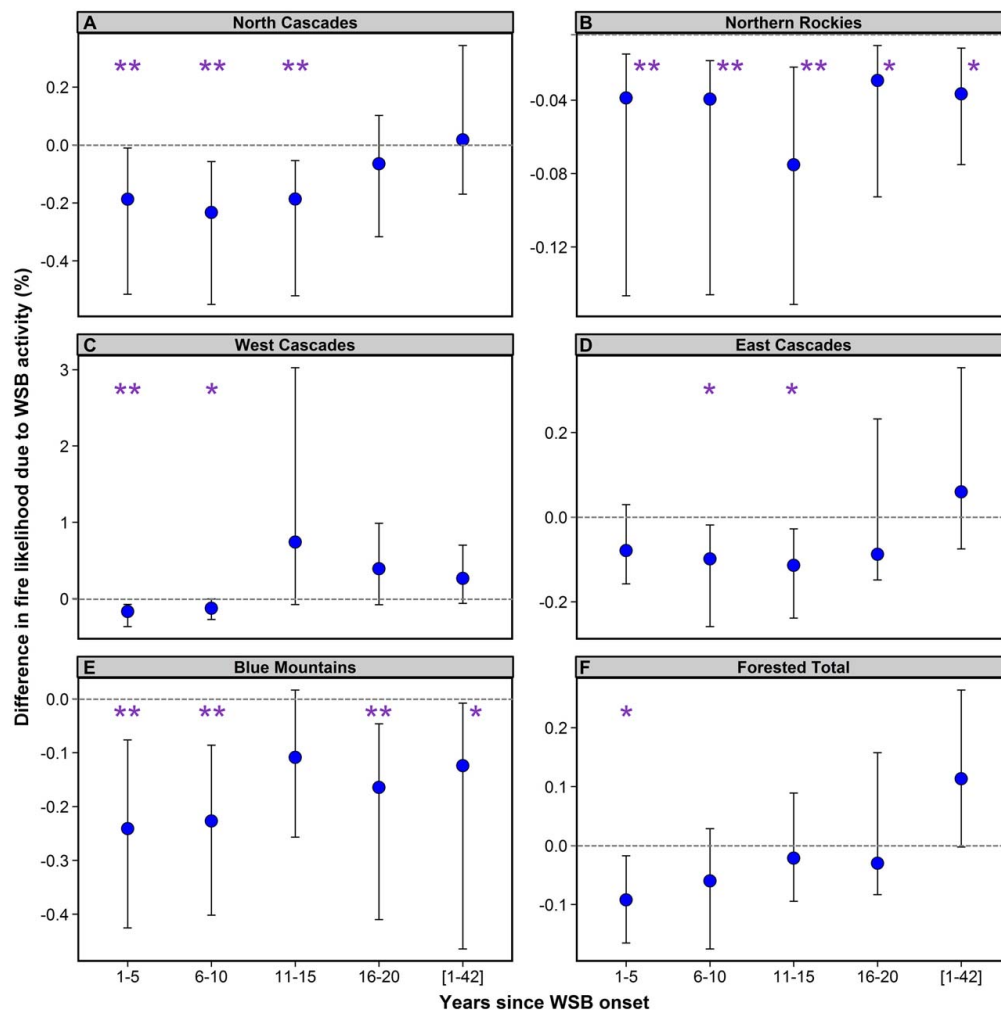 A North Cascades
** ** **
0.2
0.0
-0.2
-0.4
B Northern Rockies
** ** ** * *
-0.04
-0.08
-0.12
C West Cascades
** *
3
2
1
0
D East Cascades
* *
0.2
0.0
-0.2
E Blue Mountains
** ** ** *
0.0
-0.1
-0.2
-0.3
-0.4
1-5 6-10 11-15 16-20 [1-42]
F Forested Total
*
0.2
0.1
0.0
-0.1
1-5 6-10 11-15 16-20 [1-42]
Difference in fire likelihood due to WSB activity (%)
Years since WSB onset